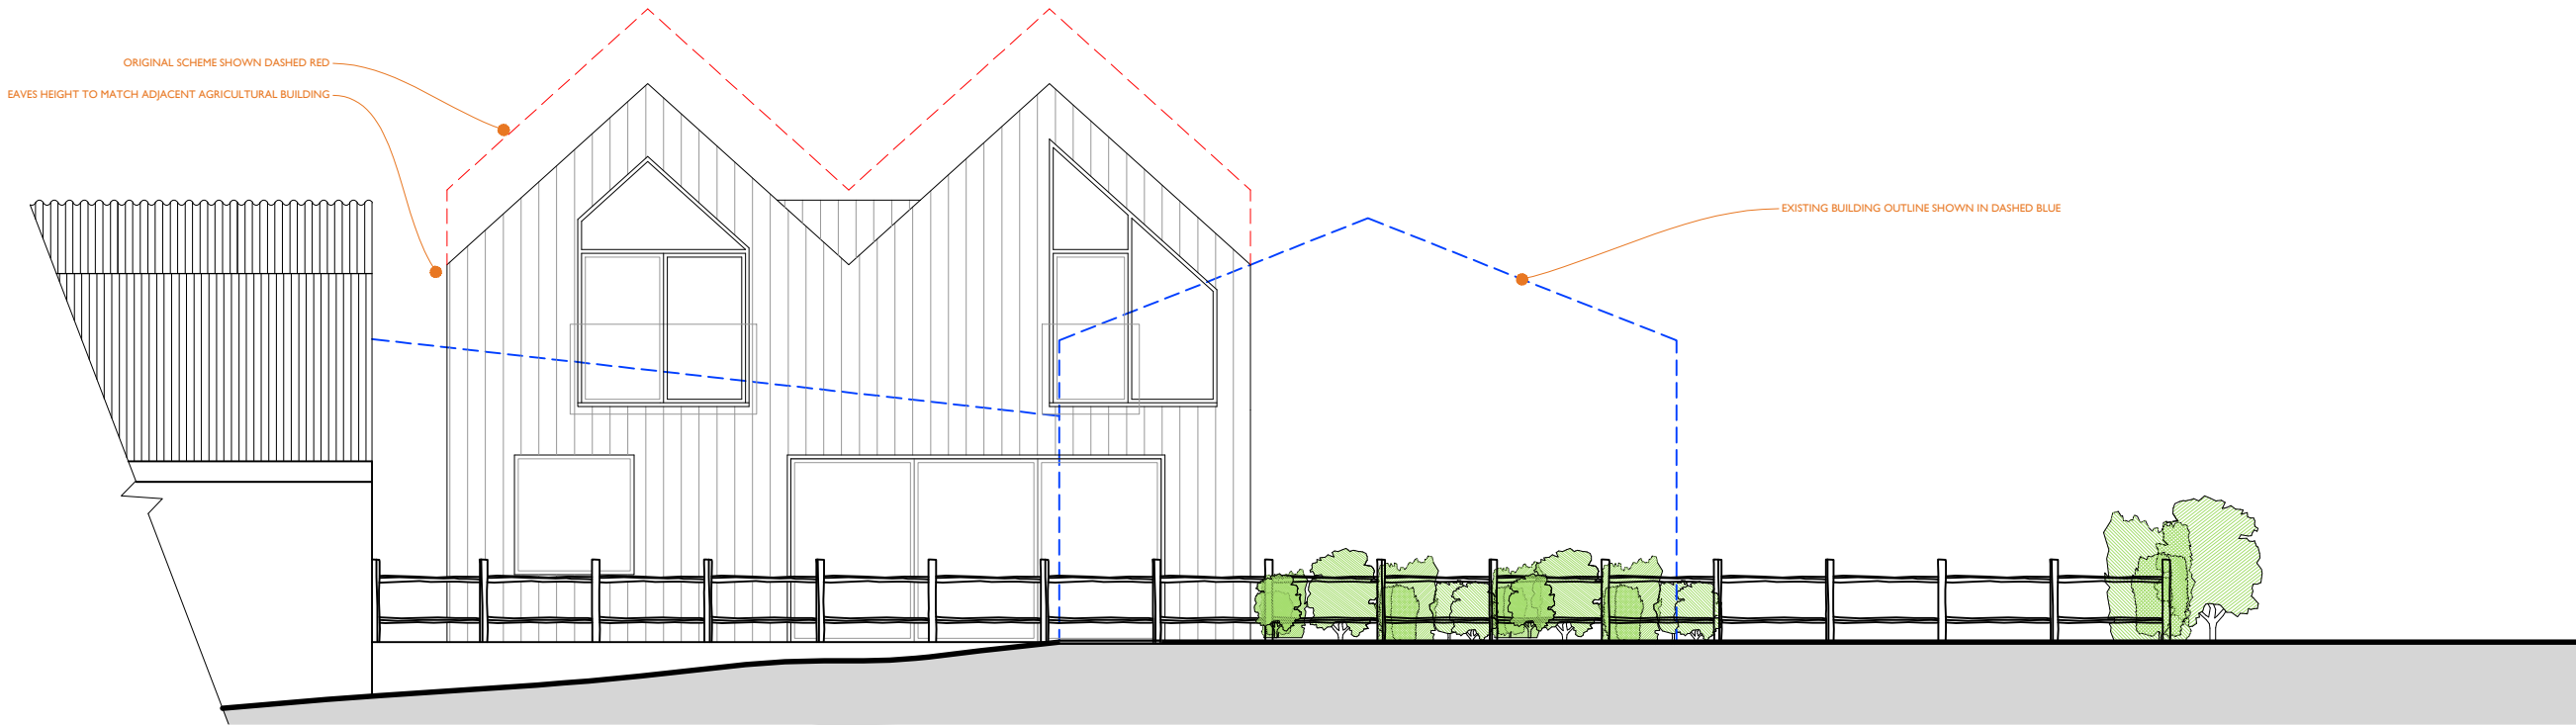 ORIGINAL SCHEME SHOWN DASHED RED
EAVES HEIGHT TO MATCH ADJACENT AGRICULTURAL BUILDING
EXISTING BUILDING OUTLINE SHOWN IN DASHED BLUE